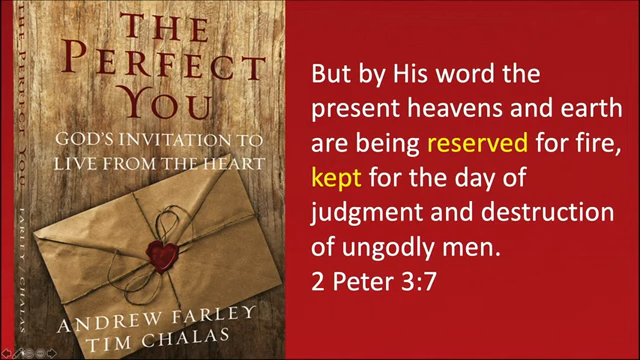 THE PERFECT YOU
FARLEY / CHALAS
THE
PERFECT
YOU
GOD'S INVITATION TO
LIVE FROM THE HEART
ANDREW FARLEY
TIM CHALAS
But by His word the
present heavens and earth
are being reserved for fire,
kept for the day of
judgment and destruction
of ungodly men.
2 Peter 3:7